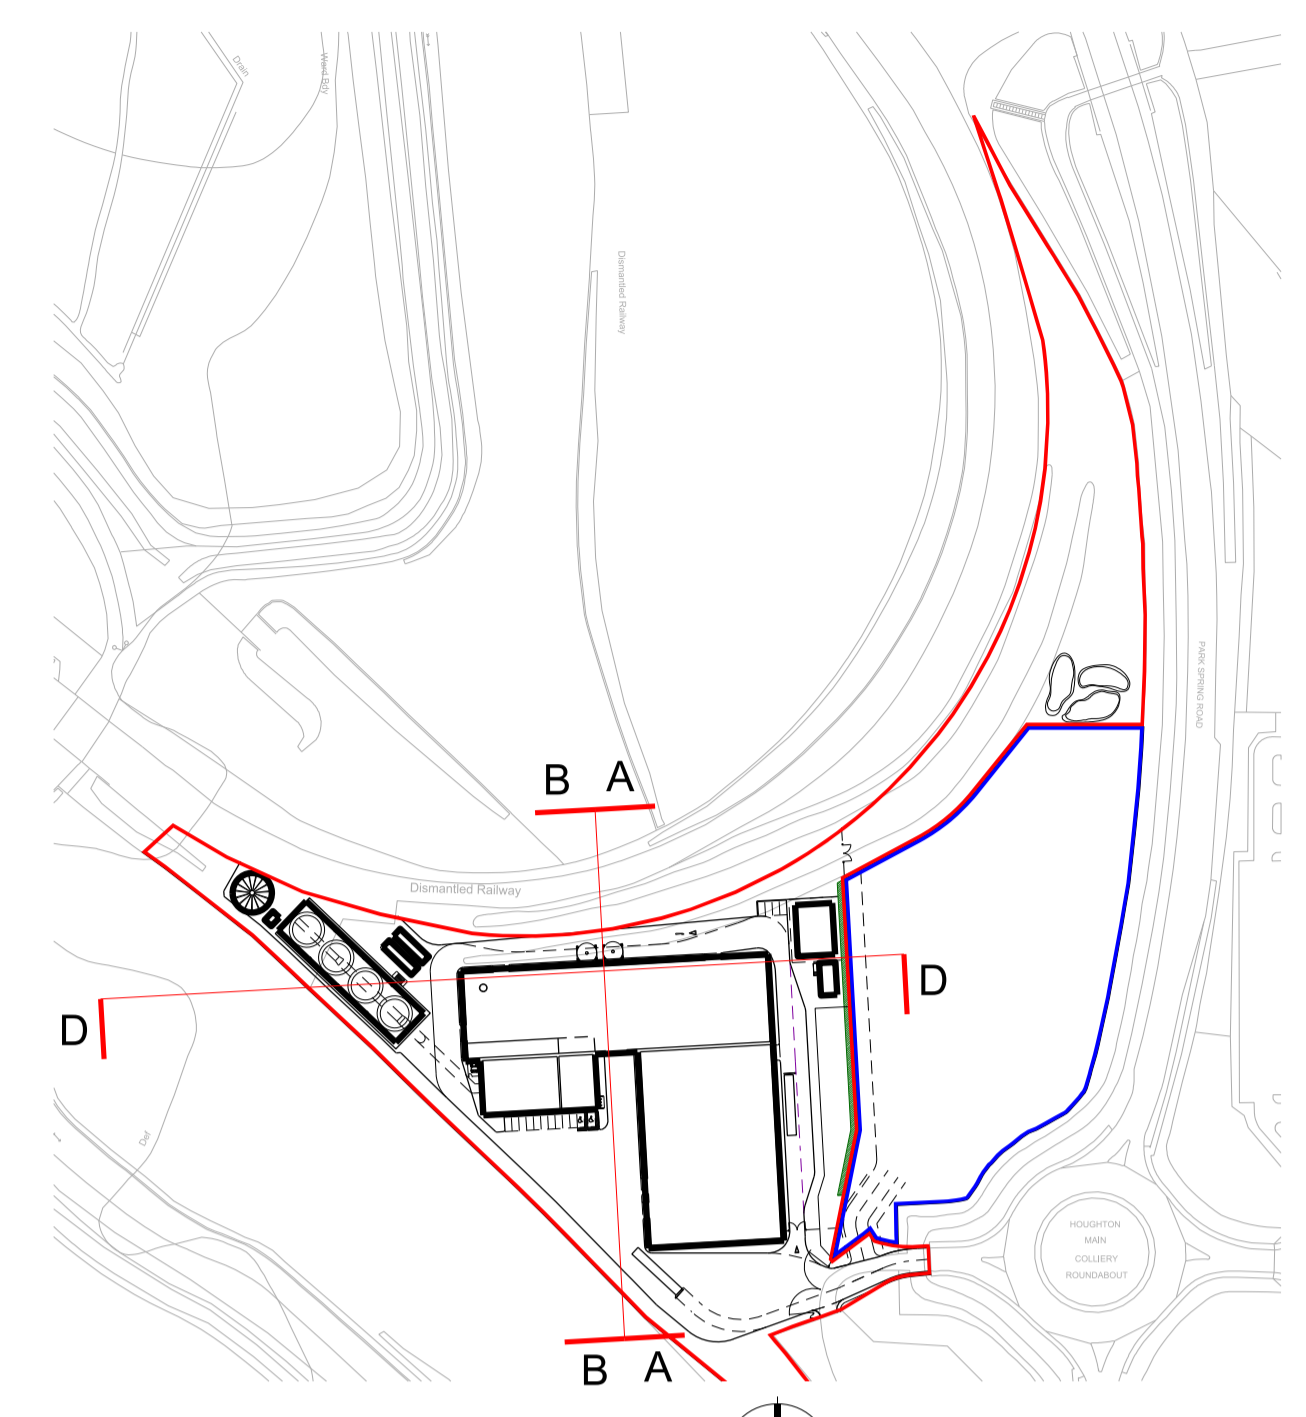 Drain
Ward Bdy
Dismantled Railway
PARK SPRING ROAD
B A
Dismantled Railway
D
D
Def
HOUGHTON
MAIN
COLLIERY
ROUNDABOUT
B A